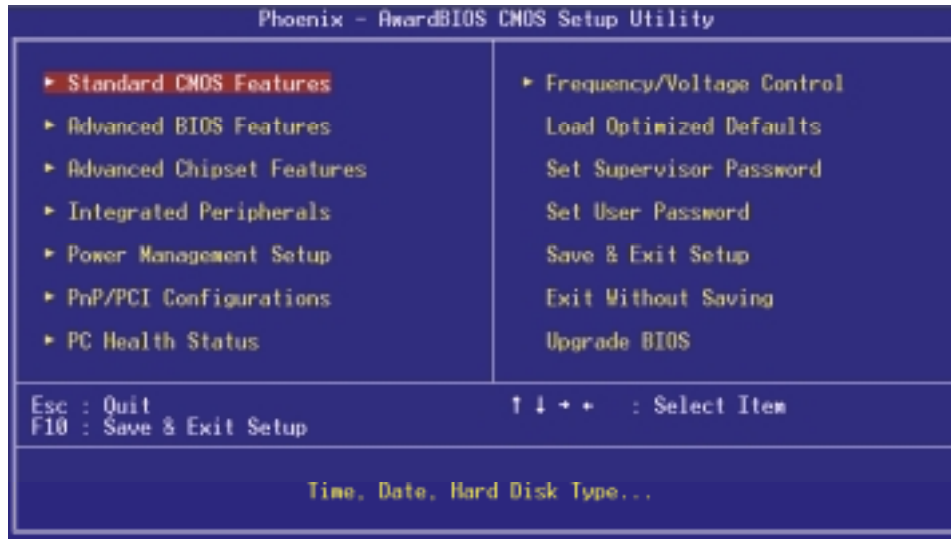 Phoenix - AwardBIOS CMOS Setup Utility
► Standard CMOS Features
► Advanced BIOS Features
► Advanced Chipset Features
► Integrated Peripherals
► Power Management Setup
► PnP/PCI Configurations
► PC Health Status
► Frequency/Voltage Control
Load Optimized Defaults
Set Supervisor Password
Set User Password
Save & Exit Setup
Exit Without Saving
Upgrade BIOS
Esc : Quit
F10 : Save & Exit Setup
↑ ↓ → ← : Select Item
Time, Date, Hard Disk Type...